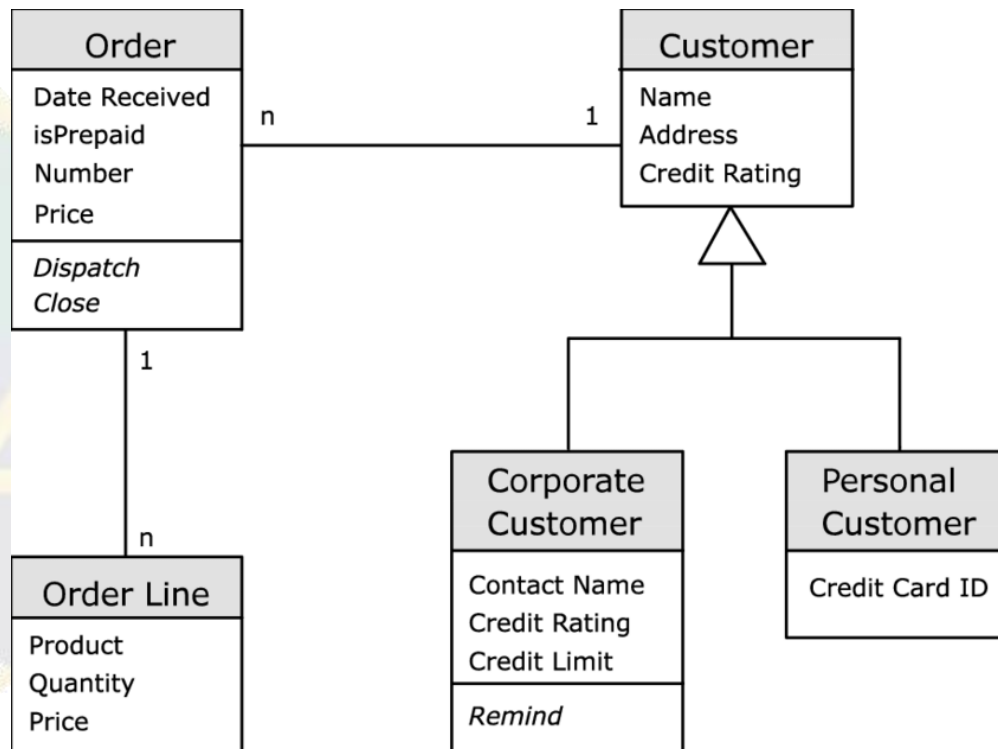 Order
Date Received
isPrepaid
Number
Price
Dispatch
Close
n
1
Customer
Name
Address
Credit Rating
1
n
Order Line
Product
Quantity
Price
Corporate
Customer
Contact Name
Credit Rating
Credit Limit
Remind
Personal
Customer
Credit Card ID